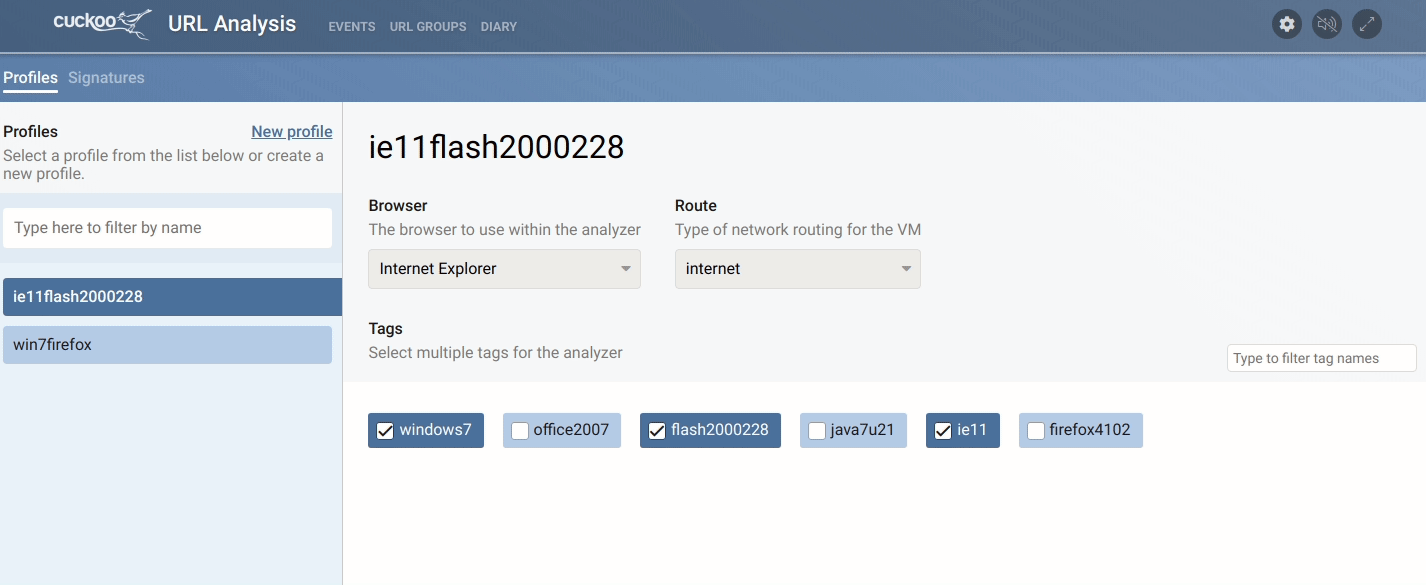 cuckoo URL Analysis EVENTS URL GROUPS DIARY
Profiles Signatures
Profiles New profile
Select a profile from the list below or create a
new profile.
Type here to filter by name
ie11flash2000228
win7firefox
ie11flash2000228
Browser Route
The browser to use within the analyzer Type of network routing for the VM
Internet Explorer internet
Tags
Select multiple tags for the analyzer
Type to filter tag names
windows7 office2007 flash2000228 java7u21 ie11 firefox4102